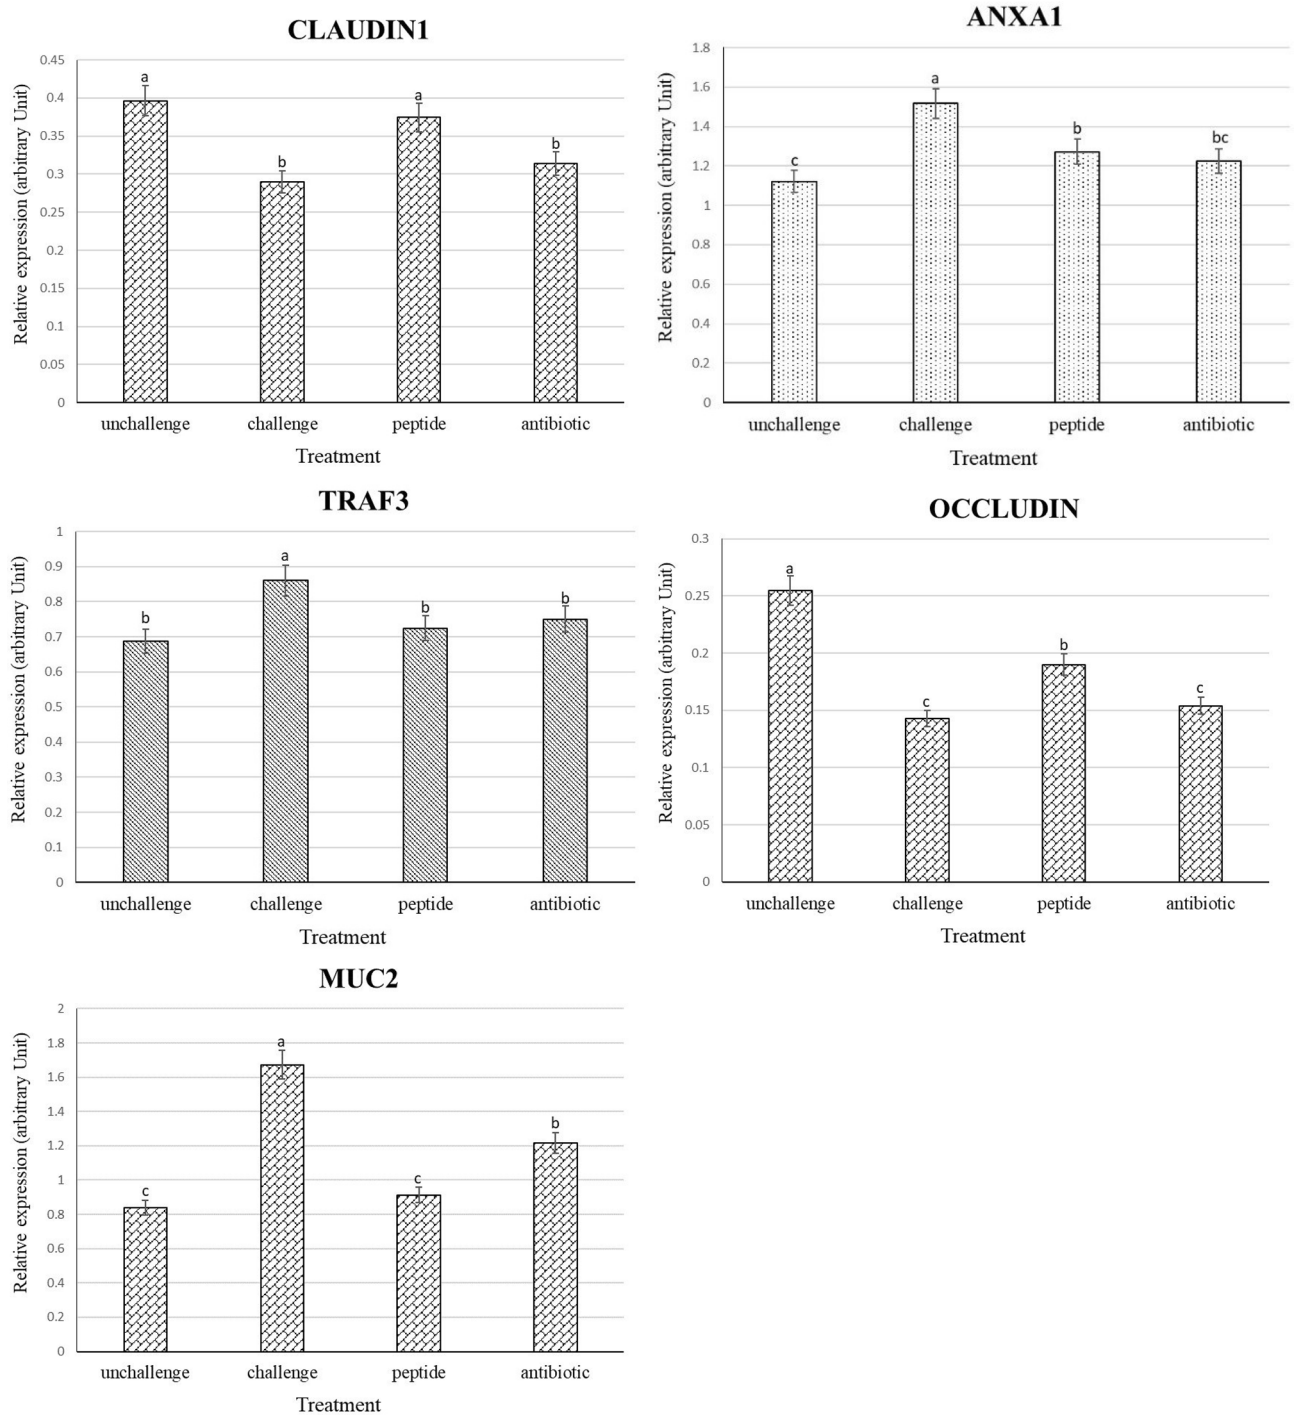 CLAUDIN1
Relative expression (arbitrary Unit)
0.45
0.4
0.35
0.3
0.25
0.2
0.15
0.1
0.05
0
a
b
a
b
unchallenge challenge peptide antibiotic
Treatment
ANXA1
Relative expression (arbitrary Unit)
1.8
1.6
1.4
1.2
1
0.8
0.6
0.4
0.2
0
c
a
b
bc
unchallenge challenge peptide antibiotic
Treatment
TRAF3
Relative expression (arbitrary Unit)
1
0.9
0.8
0.7
0.6
0.5
0.4
0.3
0.2
0.1
0
b
a
b
b
unchallenge challenge peptide antibiotic
Treatment
OCCLUDIN
Relative expression (arbitrary Unit)
0.3
0.25
0.2
0.15
0.1
0.05
0
a
c
b
c
unchallenge challenge peptide antibiotic
Treatment
MUC2
Relative expression (arbitrary Unit)
2
1.8
1.6
1.4
1.2
1
0.8
0.6
0.4
0.2
0
c
a
c
b
unchallenge challenge peptide antibiotic
Treatment